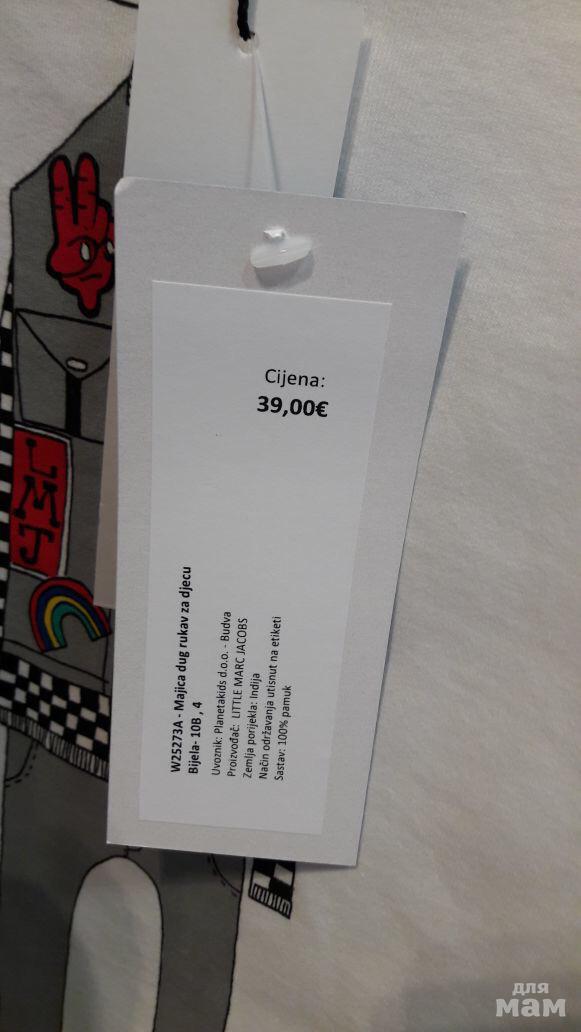 Cijena:
39,00€
W25273A - Majica dug rukav za djecu
Bijela- 10B , 4
Uvoznik: Planetakids d.o.o. - Budva
Proizvođač: LITTLE MARC JACOBS
Zemlja porijekla: Indija
Način održavanja utisnut na etiketi
Sastav: 100% pamuk
LMJ
для
мам